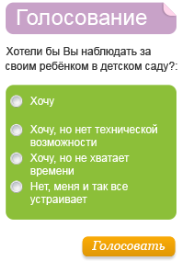 Голосование
Хотели бы Вы наблюдать за
своим ребёнком в детском саду?:
Хочу
Хочу, но нет технической
возможности
Хочу, но не хватает
времени
Нет, меня и так все
устраивает
Голосовать